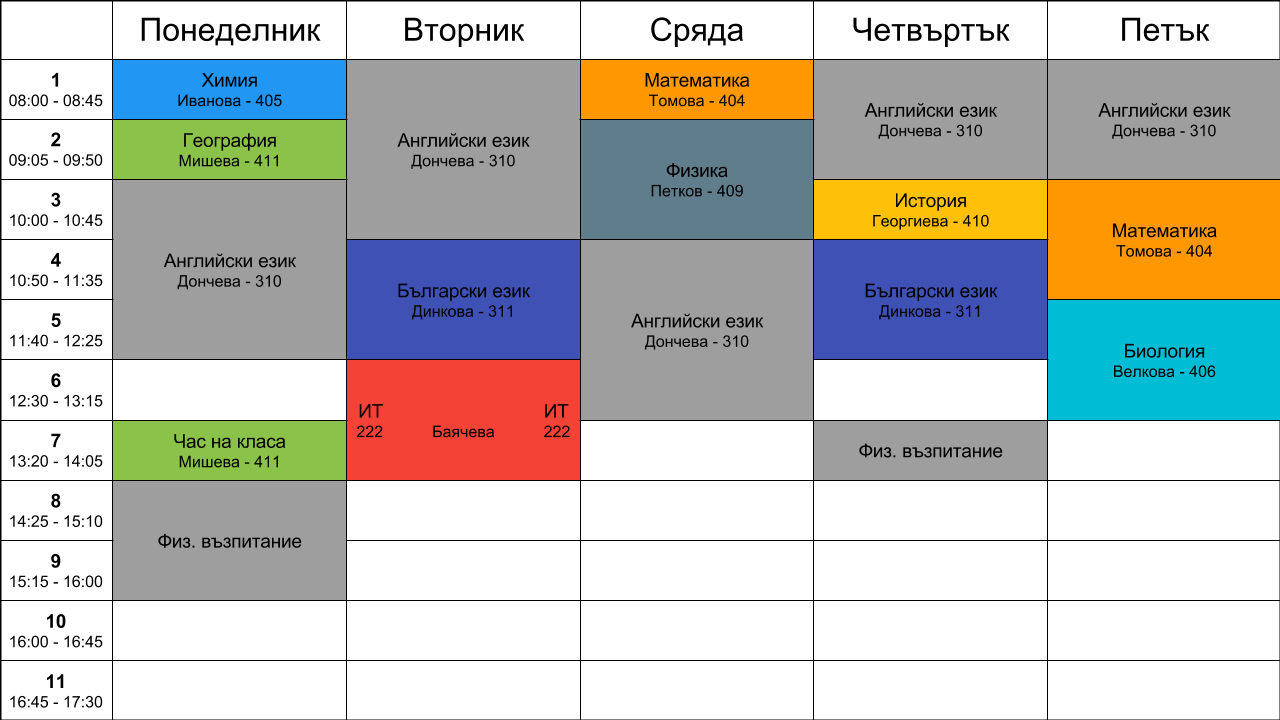 Понеделник
Вторник
Сряда
Четвъртък
Петък
1
08:00 - 08:45
Химия
Иванова - 405
Английски език
Дончева - 310
Математика
Томова - 404
Английски език
Дончева - 310
Английски език
Дончева - 310
2
09:05 - 09:50
География
Мишева - 411
Физика
Петков - 409
3
10:00 - 10:45
Английски език
Дончева - 310
История
Георгиева - 410
Математика
Томова - 404
4
10:50 - 11:35
Български език
Динкова - 311
Английски език
Дончева - 310
Български език
Динкова - 311
5
11:40 - 12:25
Биология
Велкова - 406
6
12:30 - 13:15
ИТ
222
Баячева
ИТ
222
7
13:20 - 14:05
Час на класа
Мишева - 411
Физ. възпитание
8
14:25 - 15:10
Физ. възпитание
9
15:15 - 16:00
10
16:00 - 16:45
11
16:45 - 17:30